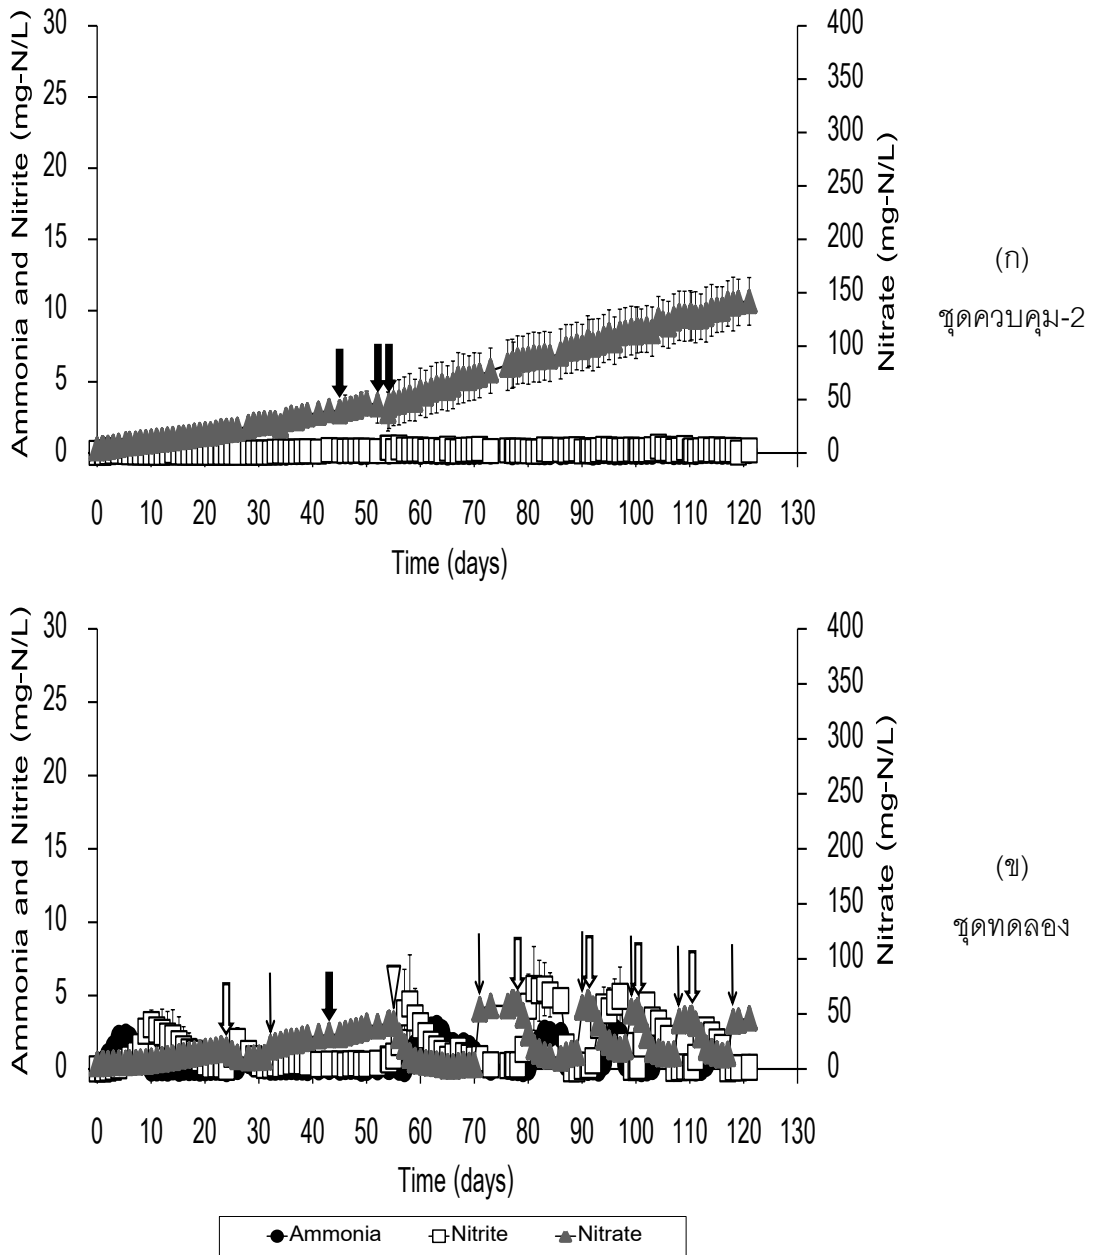 Ammonia and Nitrite (mg-N/L)
30
25
20
15
10
5
0
400
350
300
250
200
150
100
50
0
Nitrate (mg-N/L)
0 10 20 30 40 50 60 70 80 90 100 110 120 130
Time (days)
(ก)
ชุดควบคุม-2
Ammonia and Nitrite (mg-N/L)
30
25
20
15
10
5
0
400
350
300
250
200
150
100
50
0
Nitrate (mg-N/L)
0 10 20 30 40 50 60 70 80 90 100 110 120 130
Time (days)
(ข)
ชุดทดลอง
Ammonia Nitrite Nitrate